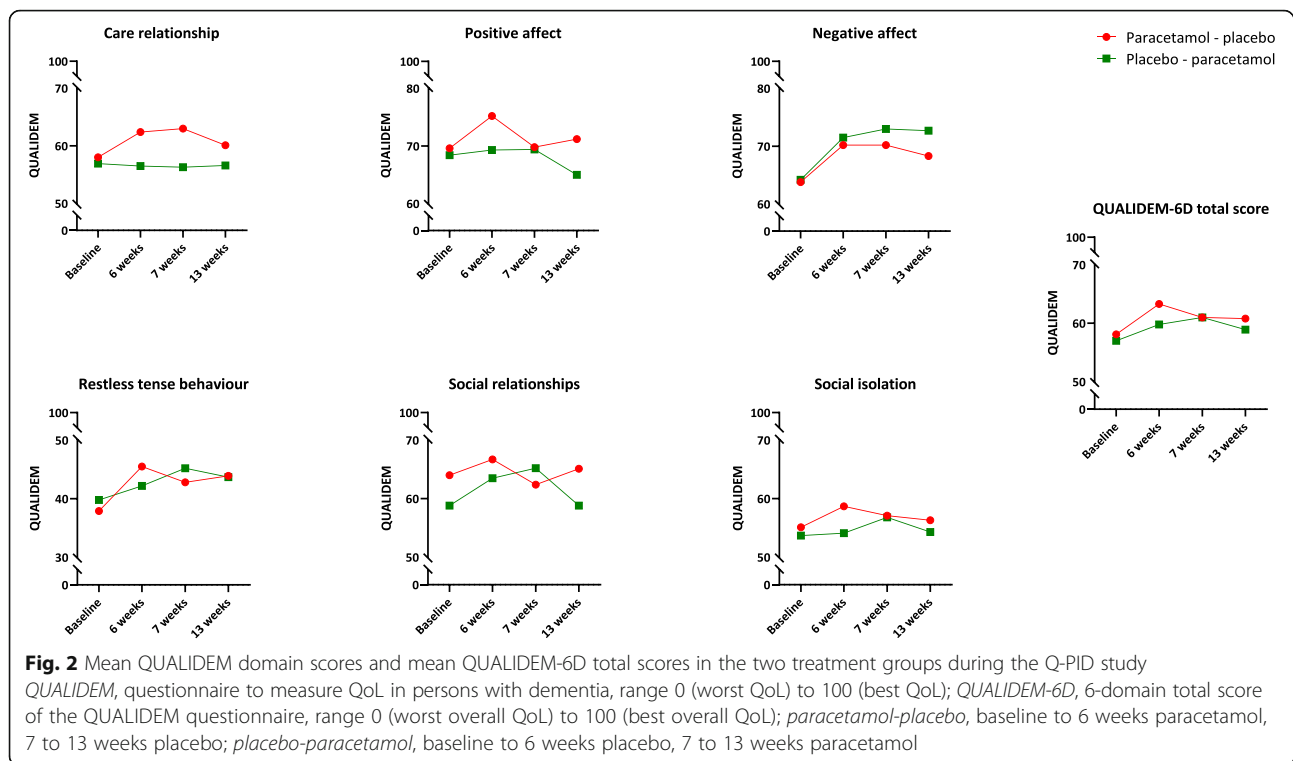 Care relationship
100
70
60
50
0
QUALIDEM
Baseline
6 weeks
7 weeks
13 weeks
Positive affect
100
80
70
60
0
QUALIDEM
Baseline
6 weeks
7 weeks
13 weeks
Negative affect
100
80
70
60
0
QUALIDEM
Baseline
6 weeks
7 weeks
13 weeks
Paracetamol - placebo
Placebo - paracetamol
QUALIDEM-6D total score
100
70
60
50
0
QUALIDEM
Baseline
6 weeks
7 weeks
13 weeks
Restless tense behaviour
100
50
40
30
0
QUALIDEM
Baseline
6 weeks
7 weeks
13 weeks
Social relationships
100
70
60
50
0
QUALIDEM
Baseline
6 weeks
7 weeks
13 weeks
Social isolation
100
70
60
50
0
QUALIDEM
Baseline
6 weeks
7 weeks
13 weeks
Fig. 2 Mean QUALIDEM domain scores and mean QUALIDEM-6D total scores in the two treatment groups during the Q-PID study
QUALIDEM, questionnaire to measure QoL in persons with dementia, range 0 (worst QoL) to 100 (best QoL); QUALIDEM-6D, 6-domain total score
of the QUALIDEM questionnaire, range 0 (worst overall QoL) to 100 (best overall QoL); paracetamol-placebo, baseline to 6 weeks paracetamol,
7 to 13 weeks placebo; placebo-paracetamol, baseline to 6 weeks placebo, 7 to 13 weeks paracetamol